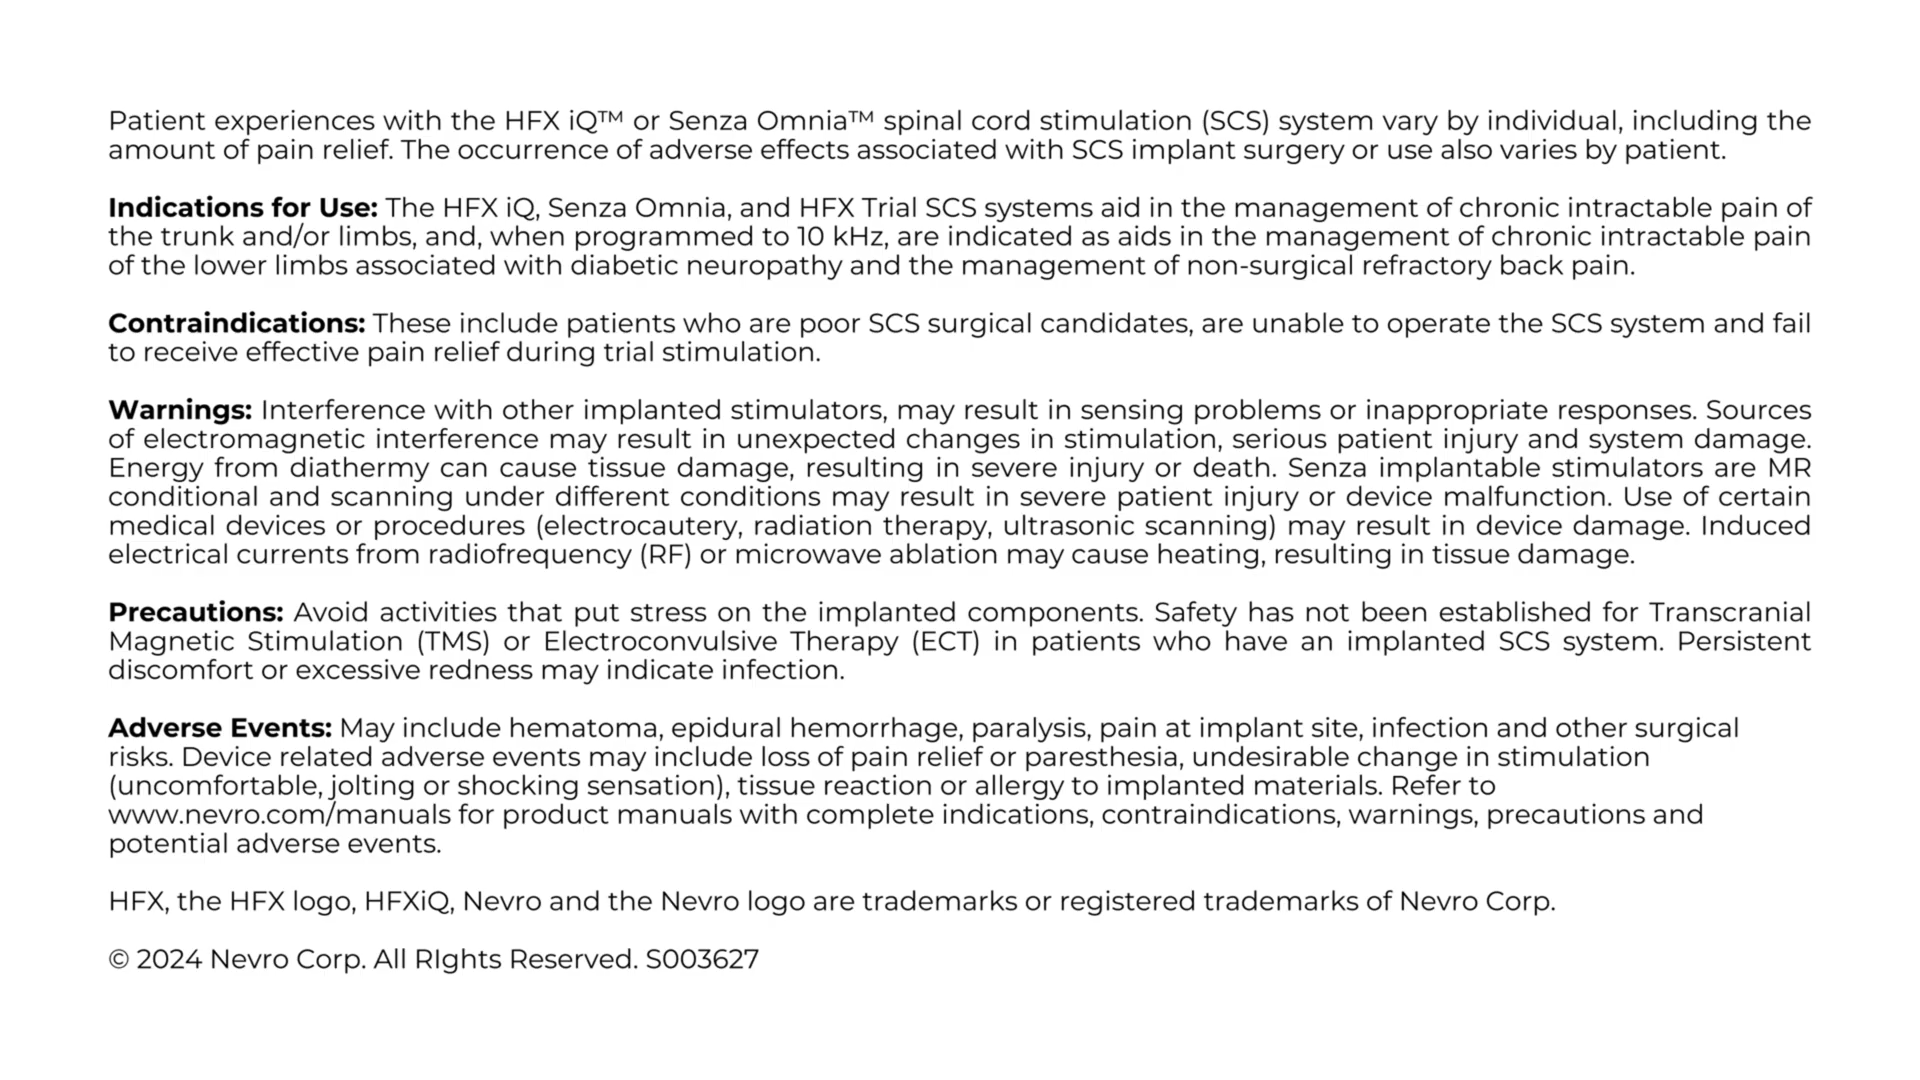 Patient experiences with the HFX iQ™ or Senza Omnia™ spinal cord stimulation (SCS) system vary by individual, including the
amount of pain relief. The occurrence of adverse effects associated with SCS implant surgery or use also varies by patient.
Indications for Use: The HFX iQ, Senza Omnia, and HFX Trial SCS systems aid in the management of chronic intractable pain of
the trunk and/or limbs, and, when programmed to 10 kHz, are indicated as aids in the management of chronic intractable pain
of the lower limbs associated with diabetic neuropathy and the management of non-surgical refractory back pain.
Contraindications: These include patients who are poor SCS surgical candidates, are unable to operate the SCS system and fail
to receive effective pain relief during trial stimulation.
Warnings: Interference with other implanted stimulators, may result in sensing problems or inappropriate responses. Sources
of electromagnetic interference may result in unexpected changes in stimulation, serious patient injury and system damage.
Energy from diathermy can cause tissue damage, resulting in severe injury or death. Senza implantable stimulators are MR
conditional and scanning under different conditions may result in severe patient injury or device malfunction. Use of certain
medical devices or procedures (electrocautery, radiation therapy, ultrasonic scanning) may result in device damage. Induced
electrical currents from radiofrequency (RF) or microwave ablation may cause heating, resulting in tissue damage.
Precautions: Avoid activities that put stress on the implanted components. Safety has not been established for Transcranial
Magnetic Stimulation (TMS) or Electroconvulsive Therapy (ECT) in patients who have an implanted SCS system. Persistent
discomfort or excessive redness may indicate infection.
Adverse Events: May include hematoma, epidural hemorrhage, paralysis, pain at implant site, infection and other surgical
risks. Device related adverse events may include loss of pain relief or paresthesia, undesirable change in stimulation
(uncomfortable, jolting or shocking sensation), tissue reaction or allergy to implanted materials. Refer to
www.nevro.com/manuals for product manuals with complete indications, contraindications, warnings, precautions and
potential adverse events.
HFX, the HFX logo, HFXiQ, Nevro and the Nevro logo are trademarks or registered trademarks of Nevro Corp.
© 2024 Nevro Corp. All RIghts Reserved. S003627